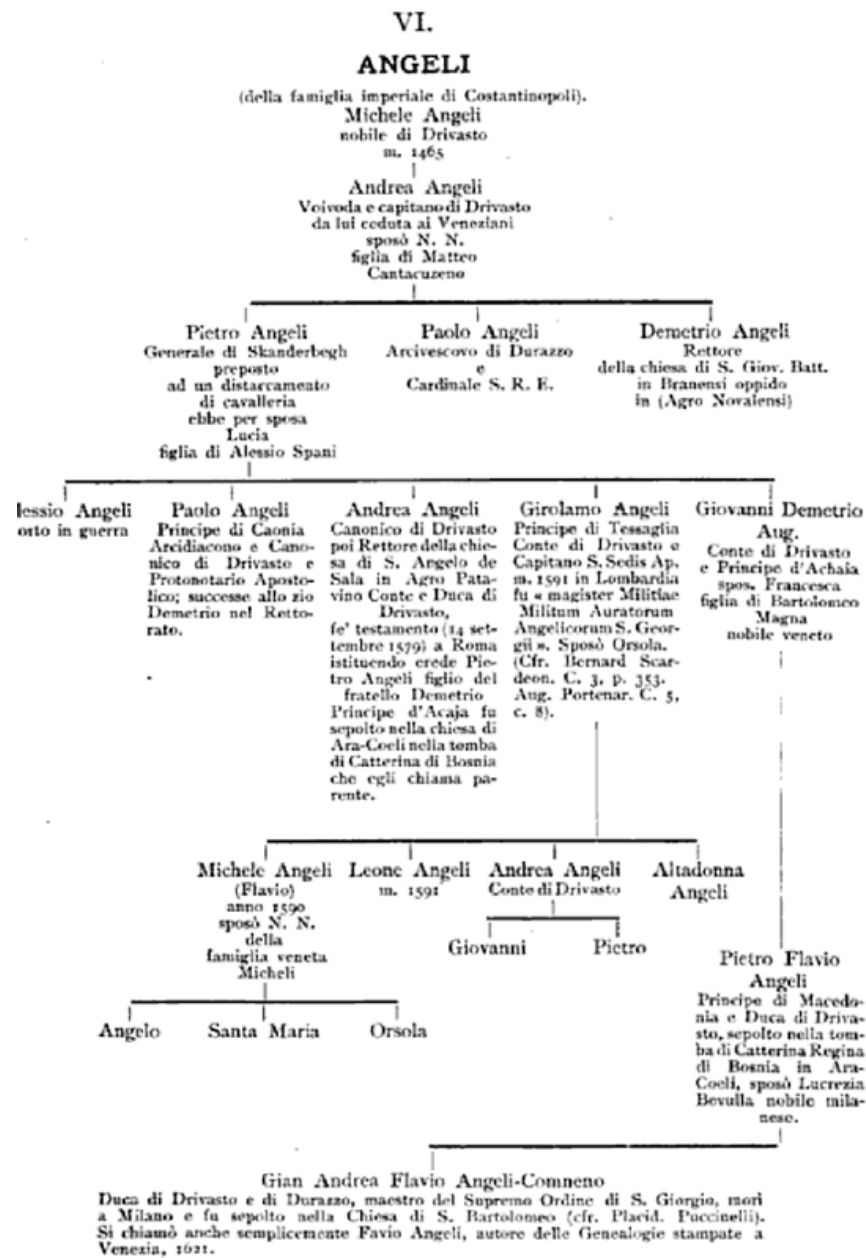 VI.
ANGELI
(della famiglia imperiale di Costantinopoli).
Michele Angeli
nobile di Drivasto
m. 1465
Andrea Angeli
Voivoda e capitano di Drivasto
da lui ceduta ai Veneziani
sposò N. N.
figlia di Matteo
Cantacuzeno
Pietro Angeli
Generale di Skanderbegh
preposto
ad un distaccamento
di cavalleria
ebbe per sposa
Lucia
figlia di Alessio Spani
Paolo Angeli
Arcivescovo di Durazzo
e
Cardinale S. R. E.
Demetrio Angeli
Rettore
della chiesa di S. Giov. Batt.
in Branensi oppido
in (Agro Novalensi)
lessio Angeli
orto in guerra
Paolo Angeli
Principe di Caonia
Arcidiacono e Cano-
nico di Drivasto e
Protonotario Aposto-
lico; successe allo zio
Demetrio nel Retto-
rato.
Andrea Angeli
Canonico di Drivasto
poi Rettore della chie-
sa di S. Angelo de
Sala in Agro Pata-
vino Conte e Duca di
Drivasto,
fe' testamento (14 set-
tembre 1579) a Roma
istituendo erede Pie-
tro Angeli figlio del
fratello Demetrio
Principe d'Acaja fu
sepolto nella chiesa di
Ara-Coeli nella tomba
di Catterina di Bosnia
che egli chiama pa-
rente.
Girolamo Angeli
Principe di Tessaglia
Conte di Drivasto e
Capitano S. Sedis Ap.
m. 1591 in Lombardia
fu « magister Militiae
Militum Auratorum
Angelicorum S. Geor-
gii ». Sposò Orsola.
(Cfr. Bernard Scar-
deon. C. 3, p. 353.
Aug. Portenar. C. 5,
c. 8).
Giovanni Demetrio
Aug.
Conte di Drivasto
e Principe d'Achaia
spos. Francesca
figlia di Bartolomeo
Magna
nobile veneto
Michele Angeli
(Flavio)
anno 1590
sposò N. N.
della
famiglia veneta
Micheli
Leone Angeli
m. 1591
Andrea Angeli
Conte di Drivasto
Altadonna
Angeli
Giovanni
Pietro
Angelo
Santa Maria
Orsola
Pietro Flavio
Angeli
Principe di Macedo-
nia e Duca di Driva-
sto, sepolto nella tom-
ba di Catterina Regina
di Bosnia in Ara-
Coeli, sposò Lucrezia
Bevulla nobile mila-
nese.
Gian Andrea Flavio Angeli-Comneno
Duca di Drivasto e di Durazzo, maestro del Supremo Ordine di S. Giorgio, morì
a Milano e fu sepolto nella Chiesa di S. Bartolomeo (cfr. Placid. Puccinelli).
Si chiamò anche semplicemente Favio Angeli, autore delle Genealogie stampate a
Venezia, 1621.